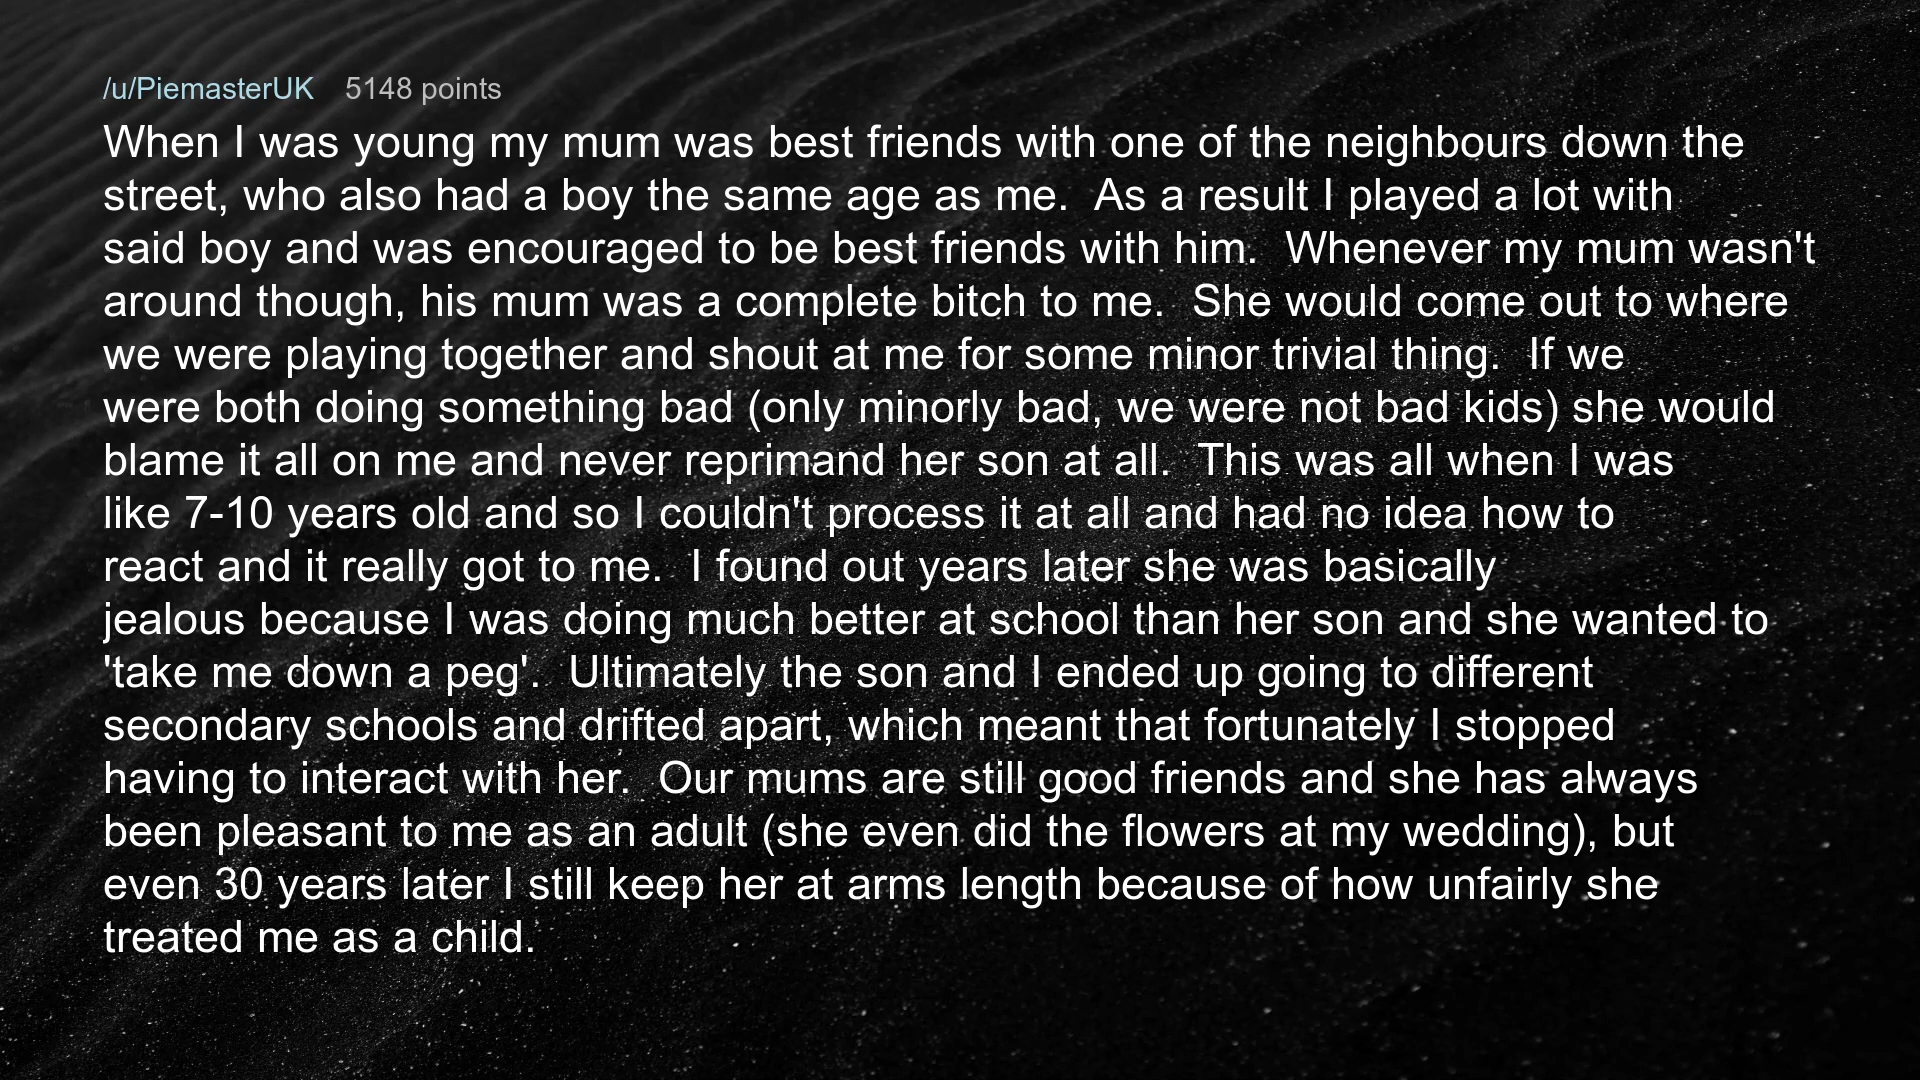 /u/PiemasterUK 5148 points
When I was young my mum was best friends with one of the neighbours down the
street, who also had a boy the same age as me.  As a result I played a lot with
said boy and was encouraged to be best friends with him.  Whenever my mum wasn't
around though, his mum was a complete bitch to me.  She would come out to where
we were playing together and shout at me for some minor trivial thing.  If we
were both doing something bad (only minorly bad, we were not bad kids) she would
blame it all on me and never reprimand her son at all.  This was all when I was
like 7-10 years old and so I couldn't process it at all and had no idea how to
react and it really got to me.  I found out years later she was basically
jealous because I was doing much better at school than her son and she wanted to
'take me down a peg'.  Ultimately the son and I ended up going to different
secondary schools and drifted apart, which meant that fortunately I stopped
having to interact with her.  Our mums are still good friends and she has always
been pleasant to me as an adult (she even did the flowers at my wedding), but
even 30 years later I still keep her at arms length because of how unfairly she
treated me as a child.